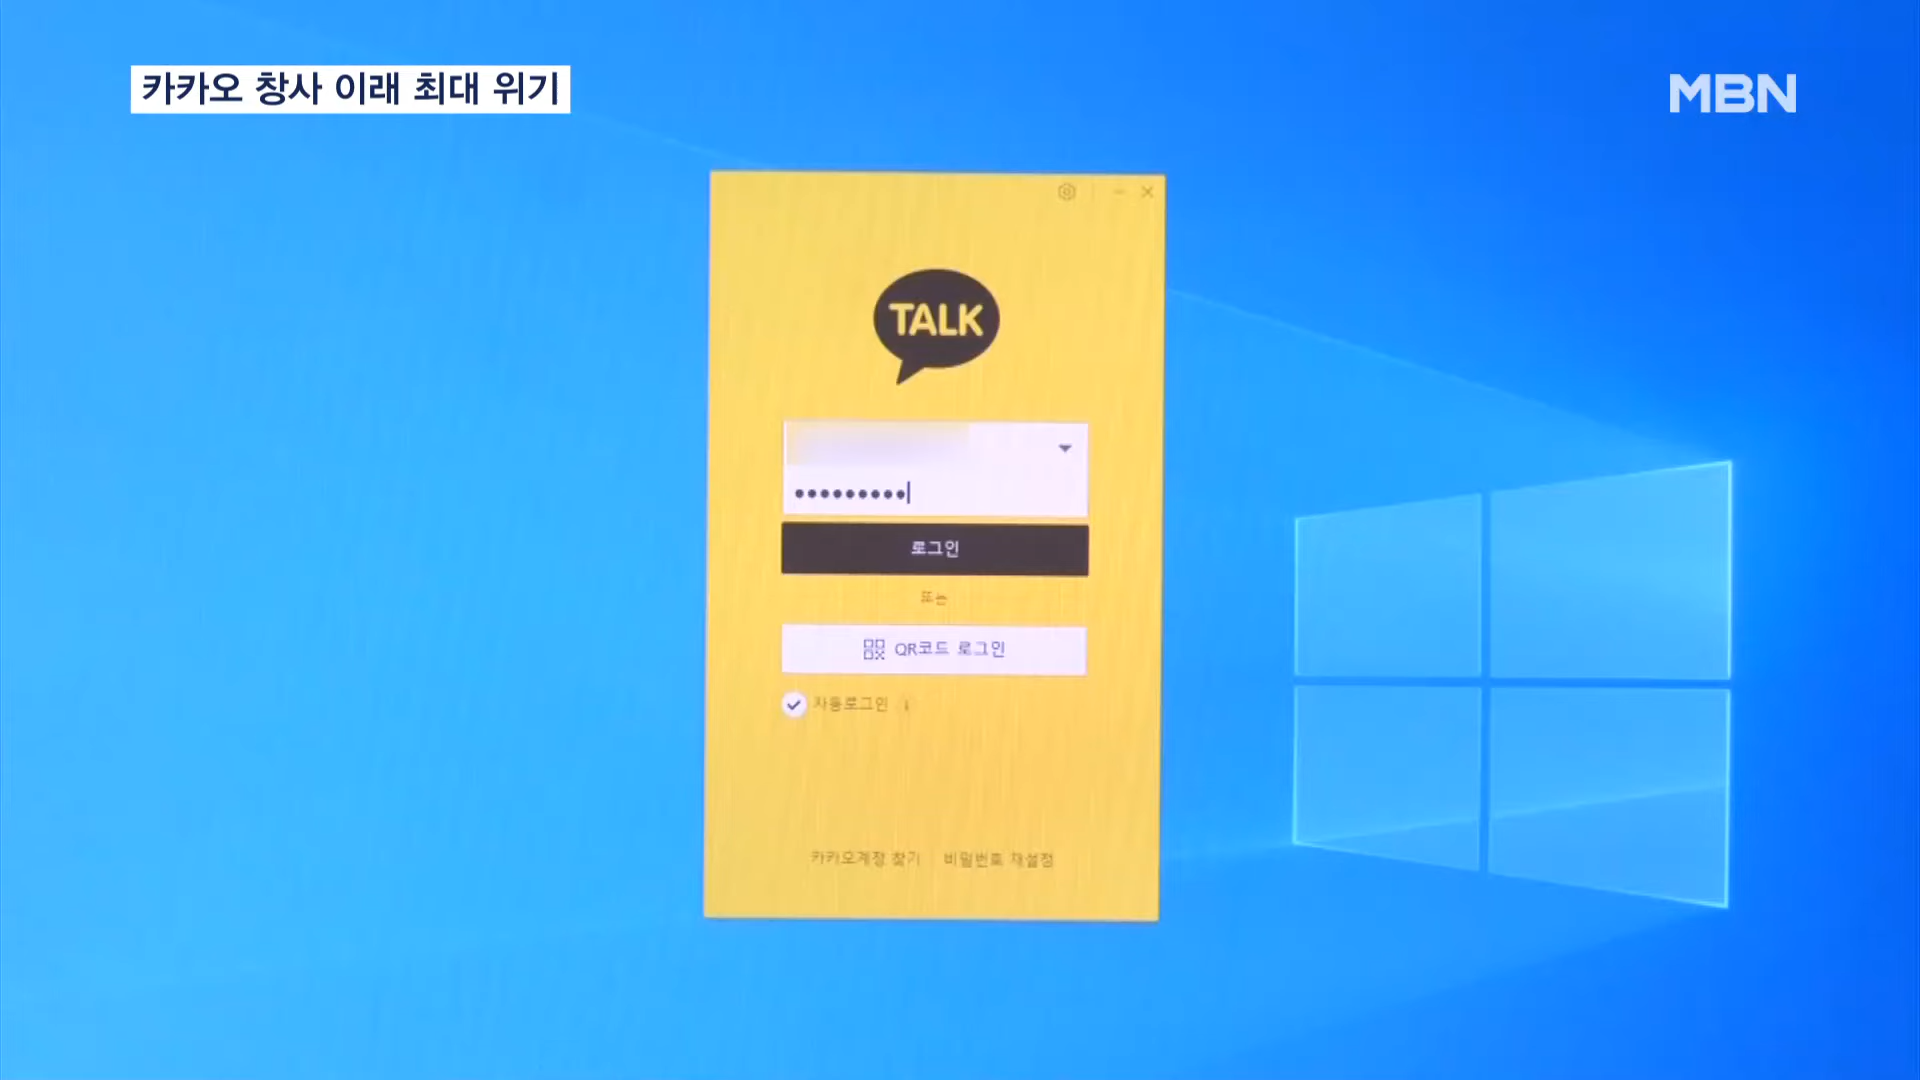 카카오 창사 이래 최대 위기
MBN
TALK
●●●●●●●●●
로그인
또는
QR코드 로그인
자동로그인
카카오계정 찾기
비밀번호 재설정